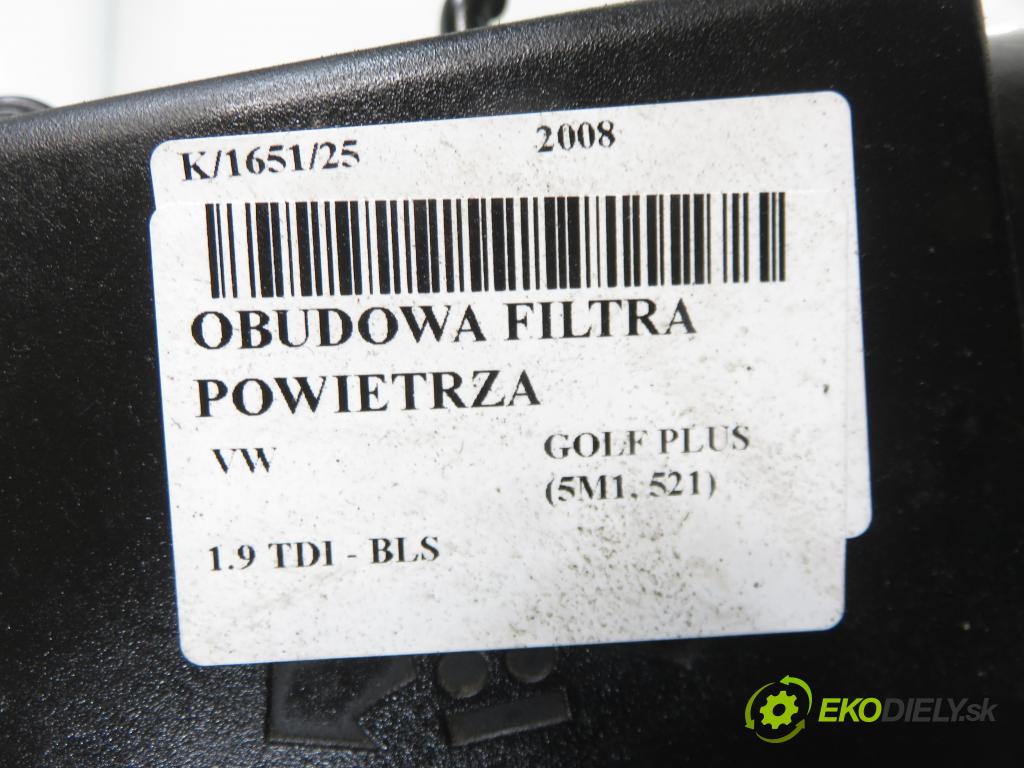 K/1651/25 2008
OBUDOWA FILTRA
POWIETRZA
VW GOLF PLUS
(5M1, 521)
1.9 TDI - BLS
EKODIELY.sk